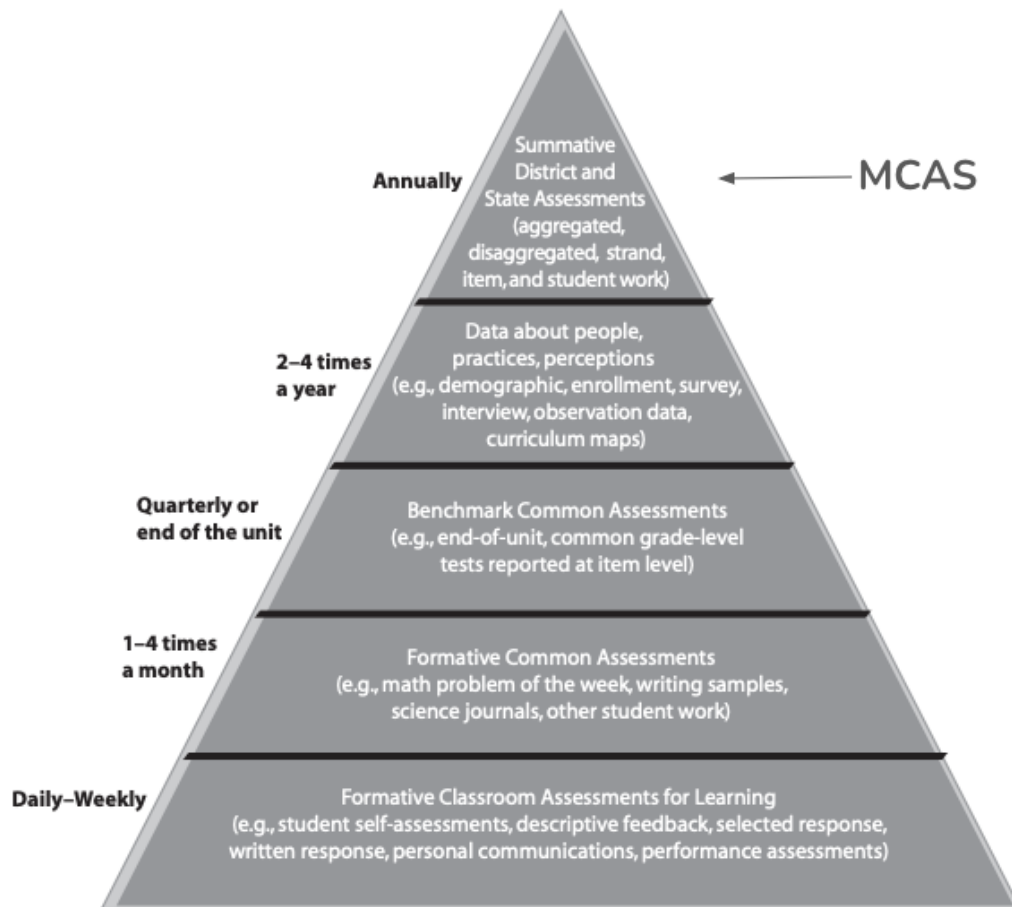 Summative
District and
State Assessments
(aggregated,
disaggregated, strand,
item, and student work)
Annually
MCAS
Data about people,
practices, perceptions
(e.g., demographic, enrollment, survey,
interview, observation data,
curriculum maps)
2–4 times
a year
Benchmark Common Assessments
(e.g., end-of-unit, common grade-level
tests reported at item level)
Quarterly or
end of the unit
Formative Common Assessments
(e.g., math problem of the week, writing samples,
science journals, other student work)
1–4 times
a month
Formative Classroom Assessments for Learning
(e.g., student self-assessments, descriptive feedback, selected response,
written response, personal communications, performance assessments)
Daily–Weekly